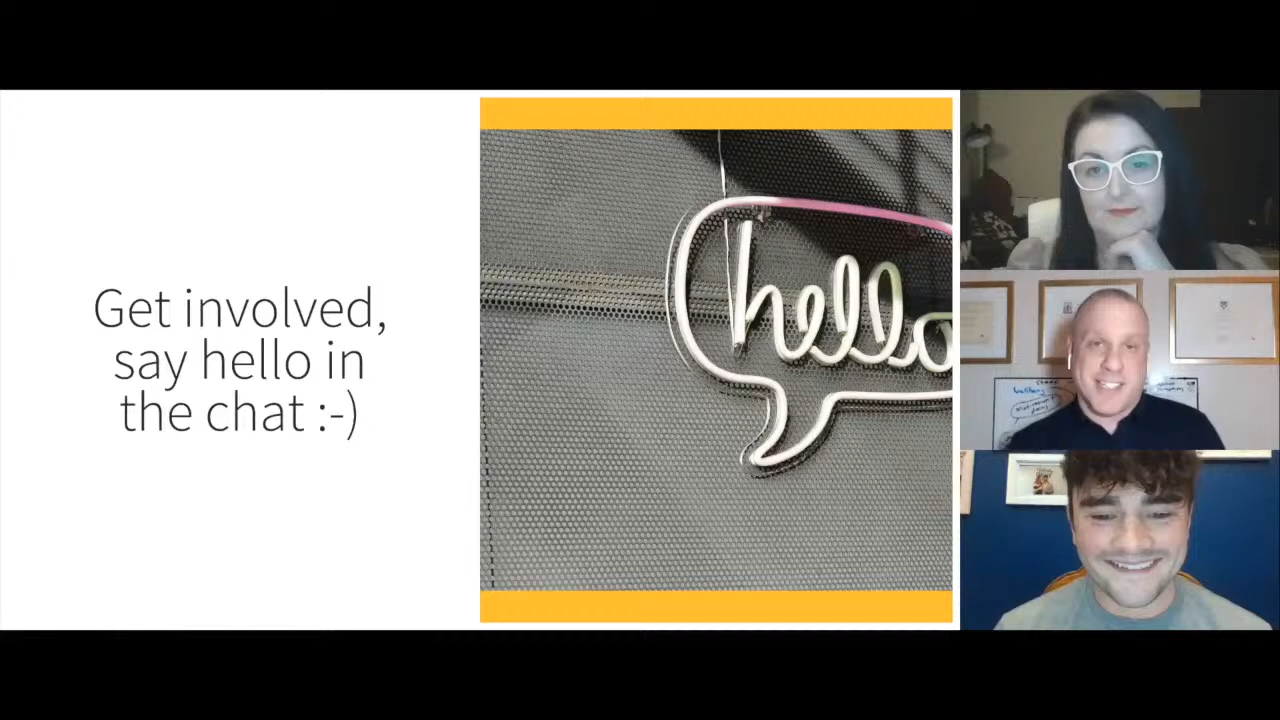 Get involved,
say hello in
the chat :-)
hello